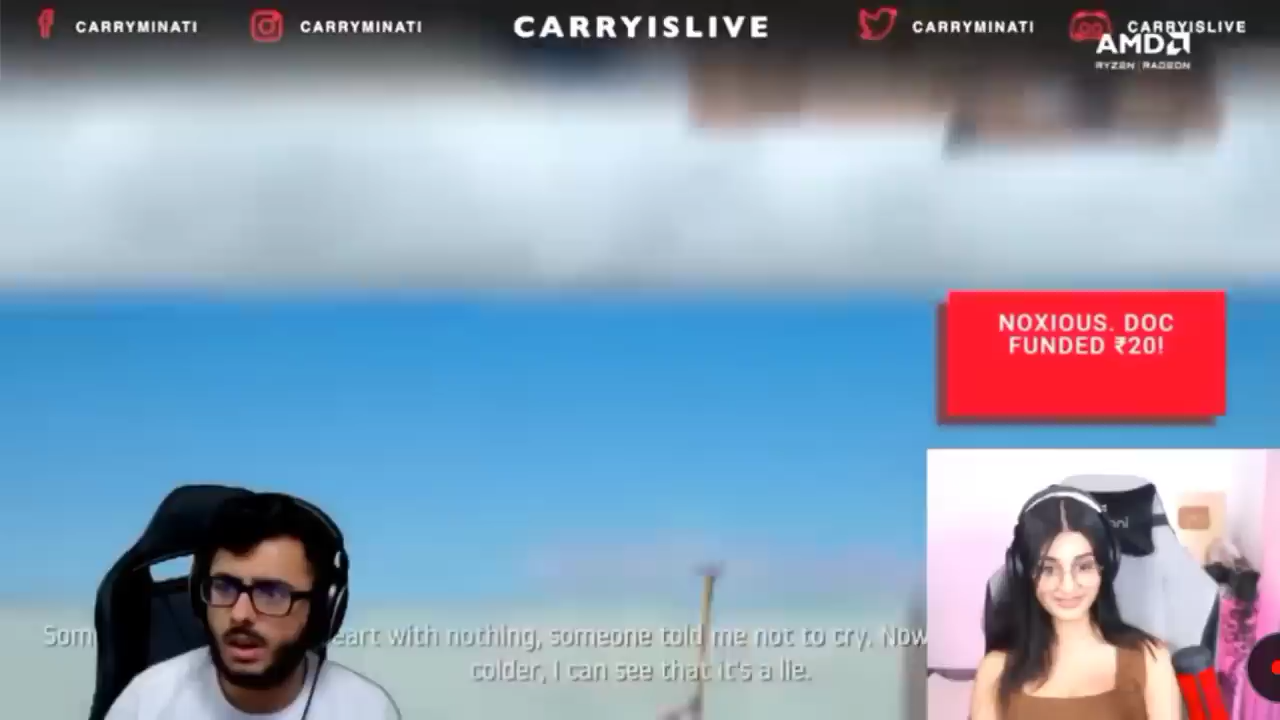 CARRYMINATI
CARRYMINATI
CARRYISLIVE
CARRYMINATI
CARRYISLIVE
AMD
RYZEN | RADEON
NOXIOUS. DOC
FUNDED ₹20!
Som
eart with nothing, someone told me not to cry. Now
colder, I can see that it's a lie.